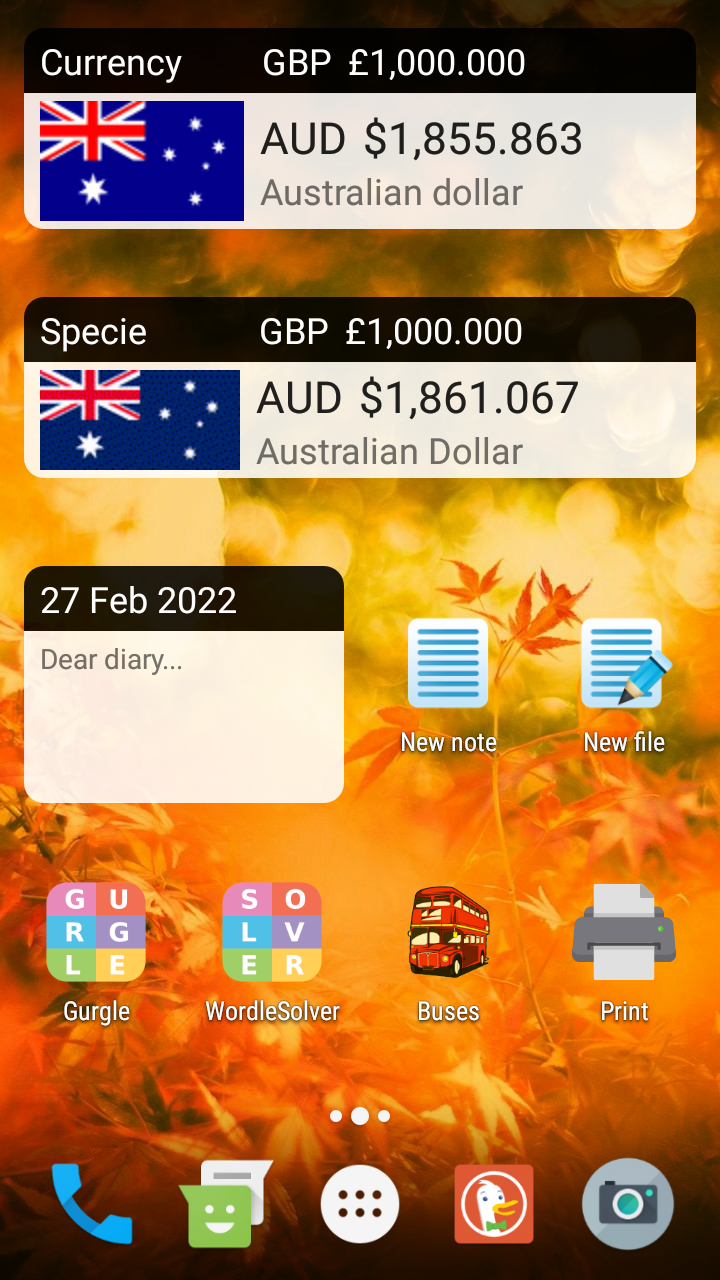 Currency GBP £1,000.000
AUD $1,855.863
Australian dollar
Specie GBP £1,000.000
AUD $1,861.067
Australian Dollar
27 Feb 2022
Dear diary...
New note New file
G U
R G
L E
S O
L V
E R
Gurgle WordleSolver Buses Print